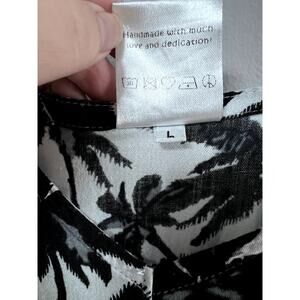 Handmade with much
love and dedication!
L